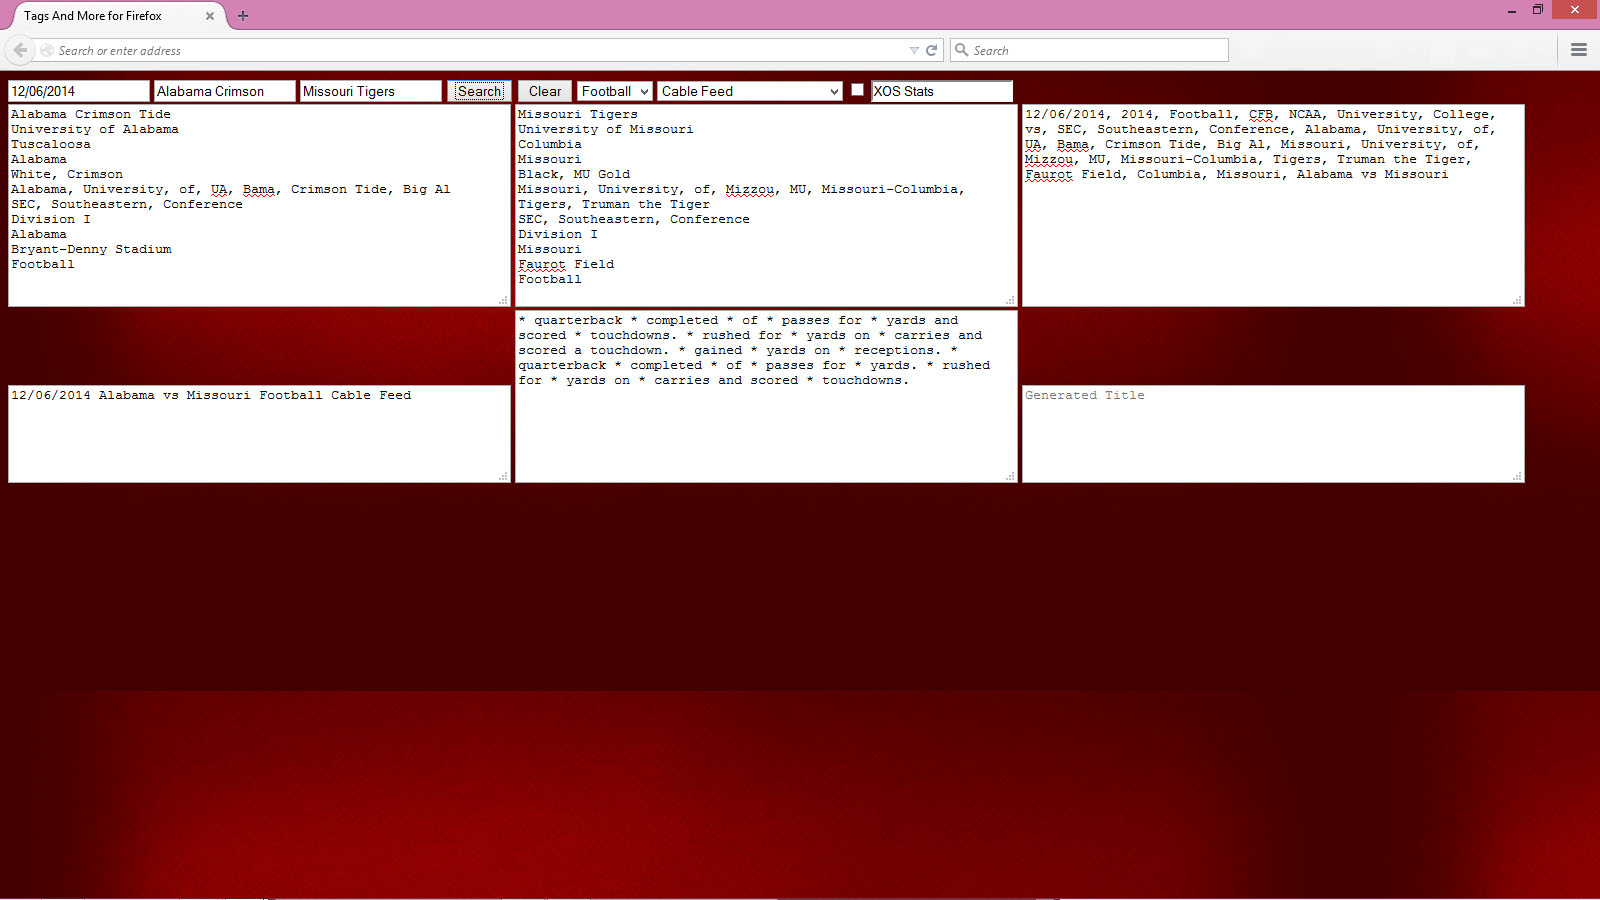 Tags And More for Firefox
Search or enter address
Search
12/06/2014
Alabama Crimson
Missouri Tigers
Search
Clear
Football
Cable Feed
XOS Stats
Alabama Crimson Tide
University of Alabama
Tuscaloosa
Alabama
White, Crimson
Alabama, University, of, UA, Bama, Crimson Tide, Big Al
SEC, Southeastern, Conference
Division I
Alabama
Bryant-Denny Stadium
Football
Missouri Tigers
University of Missouri
Columbia
Missouri
Black, MU Gold
Missouri, University, of, Mizzou, MU, Missouri-Columbia,
Tigers, Truman the Tiger
SEC, Southeastern, Conference
Division I
Missouri
Faurot Field
Football
12/06/2014, 2014, Football, CFB, NCAA, University, College,
vs, SEC, Southeastern, Conference, Alabama, University, of,
UA, Bama, Crimson Tide, Big Al, Missouri, University, of,
Mizzou, MU, Missouri-Columbia, Tigers, Truman the Tiger,
Faurot Field, Columbia, Missouri, Alabama vs Missouri
* quarterback * completed * of * passes for * yards and
scored * touchdowns. * rushed for * yards on * carries and
scored a touchdown. * gained * yards on * receptions. *
quarterback * completed * of * passes for * yards. * rushed
for * yards on * carries and scored * touchdowns.
12/06/2014 Alabama vs Missouri Football Cable Feed
Generated Title